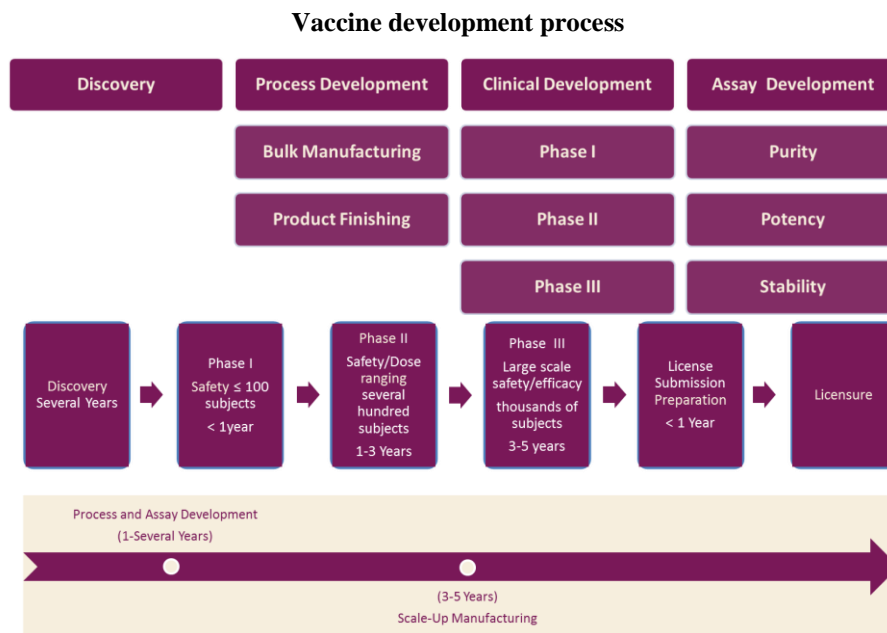 Vaccine development process
Discovery
Process Development
Clinical Development
Assay Development
Bulk Manufacturing
Phase I
Purity
Product Finishing
Phase II
Potency
Phase III
Stability
Discovery
Several Years
Phase I
Safety ≤ 100
subjects
< 1year
Phase II
Safety/Dose
ranging
several
hundred
subjects
1-3 Years
Phase III
Large scale
safety/efficacy
thousands of
subjects
3-5 years
License
Submission
Preparation
< 1 Year
Licensure
Process and Assay Development
(1-Several Years)
(3-5 Years)
Scale-Up Manufacturing